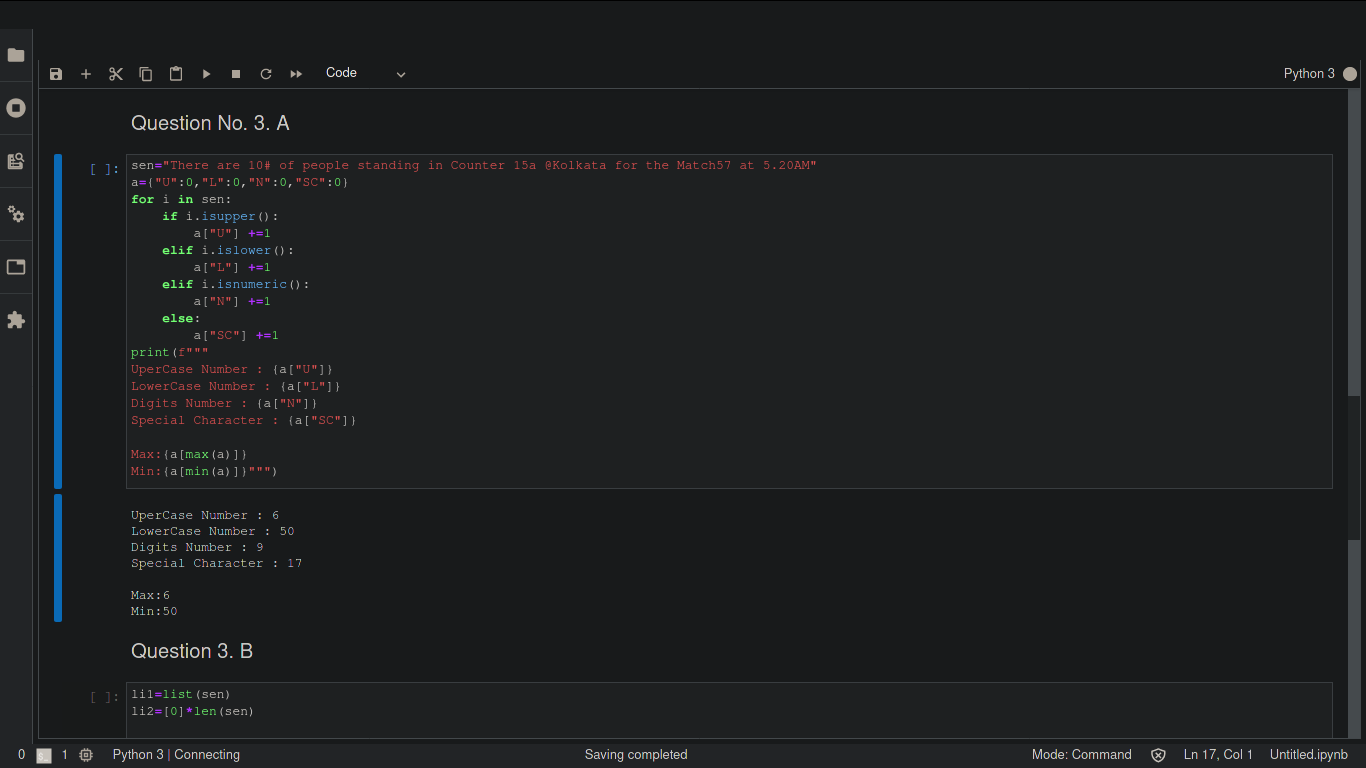 Code
Python 3
Question No. 3. A
[ ]:
sen="There are 10# of people standing in Counter 15a @Kolkata for the Match57 at 5.20AM"
a={"U":0,"L":0,"N":0,"SC":0}
for i in sen:
    if i.isupper():
        a["U"] +=1
    elif i.islower():
        a["L"] +=1
    elif i.isnumeric():
        a["N"] +=1
    else:
        a["SC"] +=1
print(f"""
UperCase Number : {a["U"]}
LowerCase Number : {a["L"]}
Digits Number : {a["N"]}
Special Character : {a["SC"]}

Max:{a[max(a)]}
Min:{a[min(a)]}""")
UperCase Number : 6
LowerCase Number : 50
Digits Number : 9
Special Character : 17

Max:6
Min:50
Question 3. B
[ ]:
li1=list(sen)
li2=[0]*len(sen)
0
1
Python 3 | Connecting
Saving completed
Mode: Command
Ln 17, Col 1
Untitled.ipynb